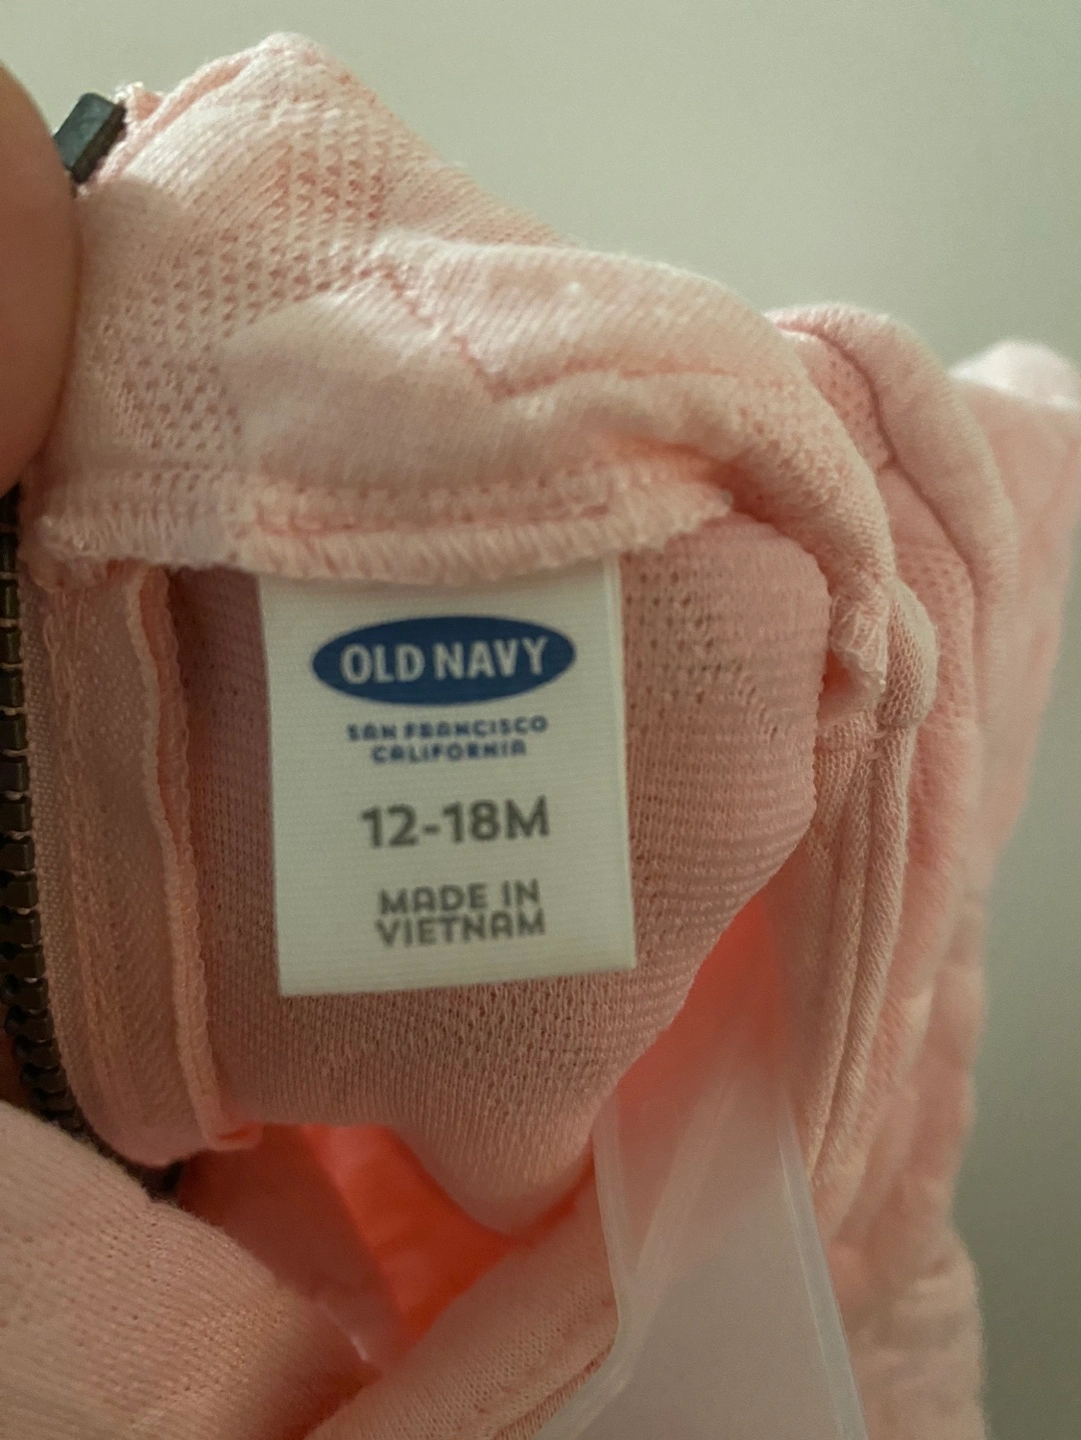 OLD NAVY
SAN FRANCISCO
CALIFORNIA
12-18M
MADE IN
VIETNAM